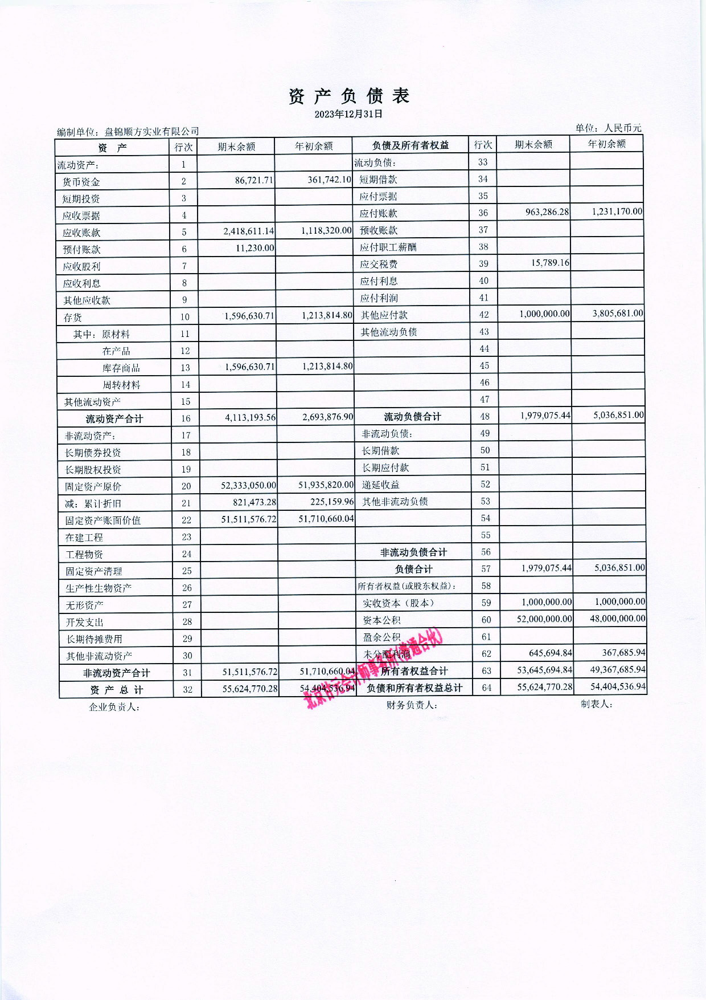 资产负债表
2023年12月31日
编制单位：盘锦顺方实业有限公司 单位：人民币元
资 产 行次 期末余额 年初余额 负债及所有者权益 行次 期末余额 年初余额
流动资产： 1 流动负债： 33
货币资金 2 86,721.71 361,742.10 短期借款 34
短期投资 3 应付票据 35
应收票据 4 应付账款 36 963,286.28 1,231,170.00
应收账款 5 2,418,611.14 1,118,320.00 预收账款 37
预付账款 6 11,230.00 应付职工薪酬 38
应收股利 7 应交税费 39 15,789.16
应收利息 8 应付利息 40
其他应收款 9 应付利润 41
存货 10 1,596,630.71 1,213,814.80 其他应付款 42 1,000,000.00 3,805,681.00
其中：原材料 11 其他流动负债 43
在产品 12 44
库存商品 13 1,596,630.71 1,213,814.80 45
周转材料 14 46
其他流动资产 15 47
流动资产合计 16 4,113,193.56 2,693,876.90 流动负债合计 48 1,979,075.44 5,036,851.00
非流动资产： 17 非流动负债： 49
长期债券投资 18 长期借款 50
长期股权投资 19 长期应付款 51
固定资产原价 20 52,333,050.00 51,935,820.00 递延收益 52
减：累计折旧 21 821,473.28 225,159.96 其他非流动负债 53
固定资产账面价值 22 51,511,576.72 51,710,660.04 54
在建工程 23 55
工程物资 24 非流动负债合计 56
固定资产清理 25 负债合计 57 1,979,075.44 5,036,851.00
生产性生物资产 26 所有者权益(或股东权益)： 58
无形资产 27 实收资本（股本） 59 1,000,000.00 1,000,000.00
开发支出 28 资本公积 60 52,000,000.00 48,000,000.00
长期待摊费用 29 盈余公积 61
其他非流动资产 30 未分配利润 62 645,694.84 367,685.94
非流动资产合计 31 51,511,576.72 51,710,660.04 所有者权益合计 63 53,645,694.84 49,367,685.94
资 产 总 计 32 55,624,770.28 54,404,536.94 负债和所有者权益总计 64 55,624,770.28 54,404,536.94
企业负责人： 财务负责人： 制表人：